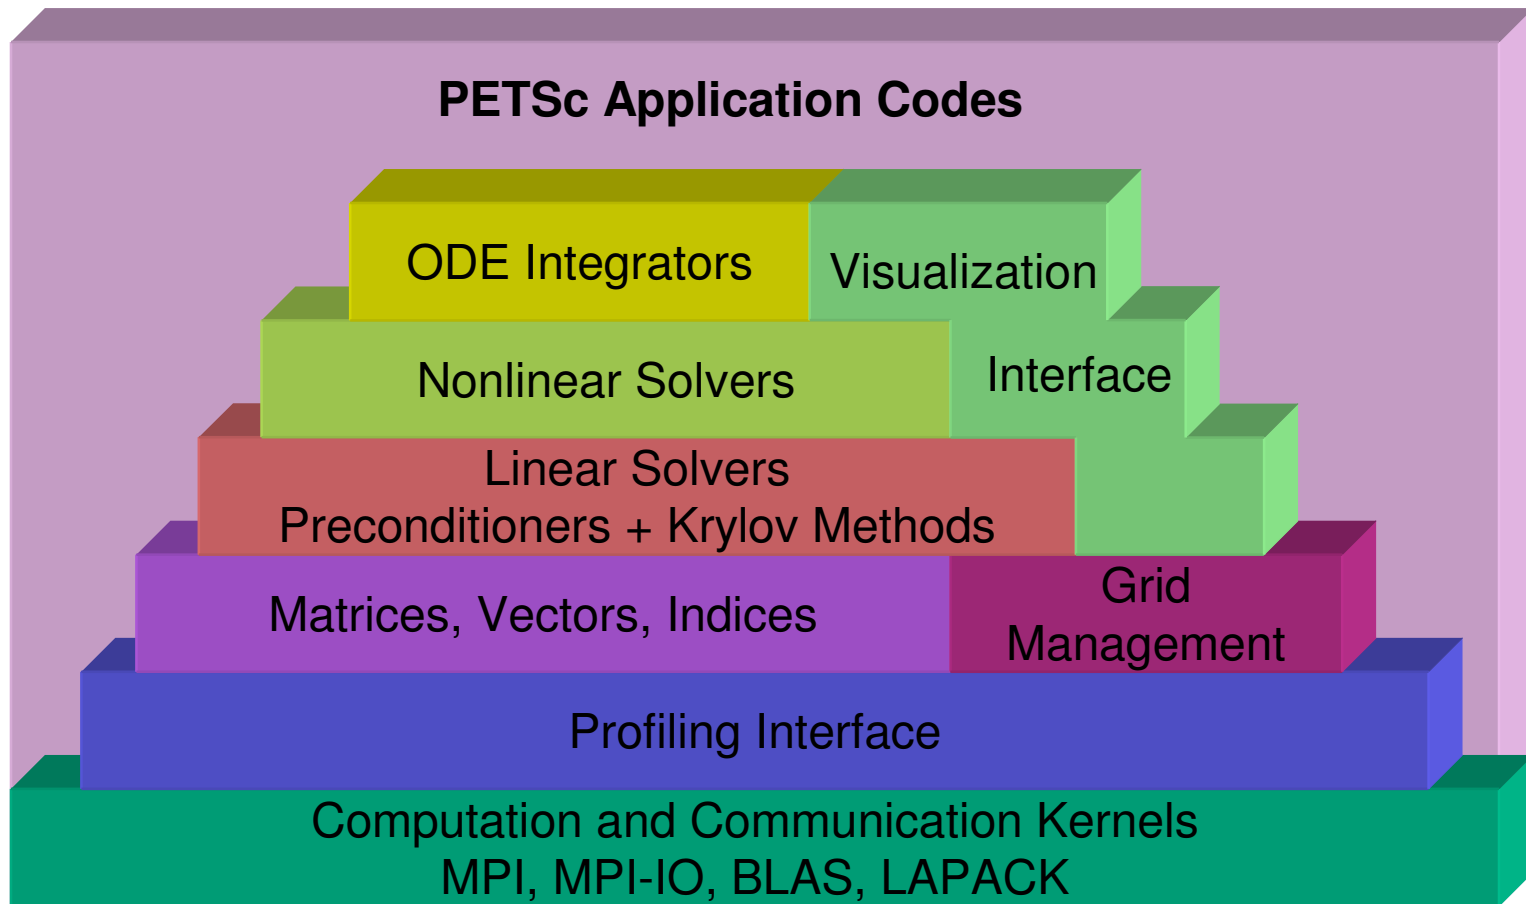 PETSc Application Codes
ODE Integrators
Visualization
Nonlinear Solvers
Interface
Linear Solvers
Preconditioners + Krylov Methods
Matrices, Vectors, Indices
Grid
Management
Profiling Interface
Computation and Communication Kernels
MPI, MPI-IO, BLAS, LAPACK